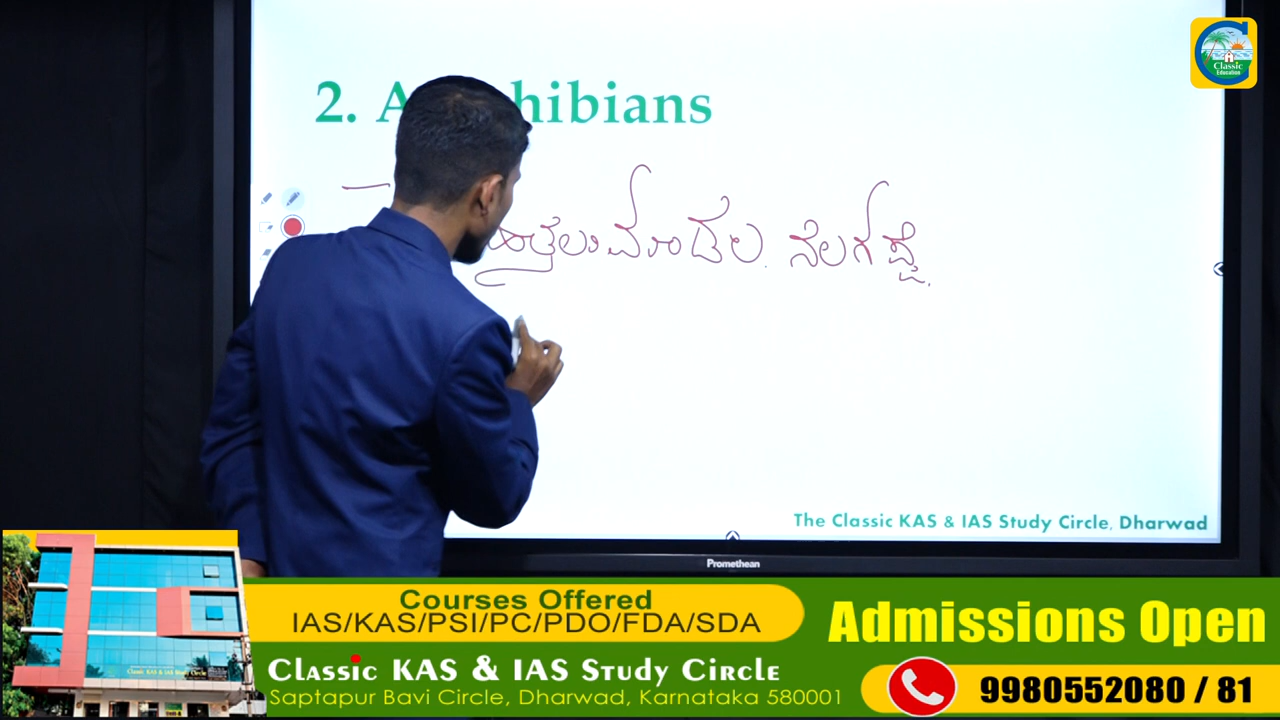 Classic
Education
2. A hibians
ನೆಲಗಪ್ಪೆ.
The Classic KAS & IAS Study Circle, Dharwad
Promethean
Courses Offered
IAS/KAS/PSI/PC/PDO/FDA/SDA
Admissions Open
Classic KAS & IAS Study Circle
Saptapur Bavi Circle, Dharwad, Karnataka 580001
9980552080 / 81